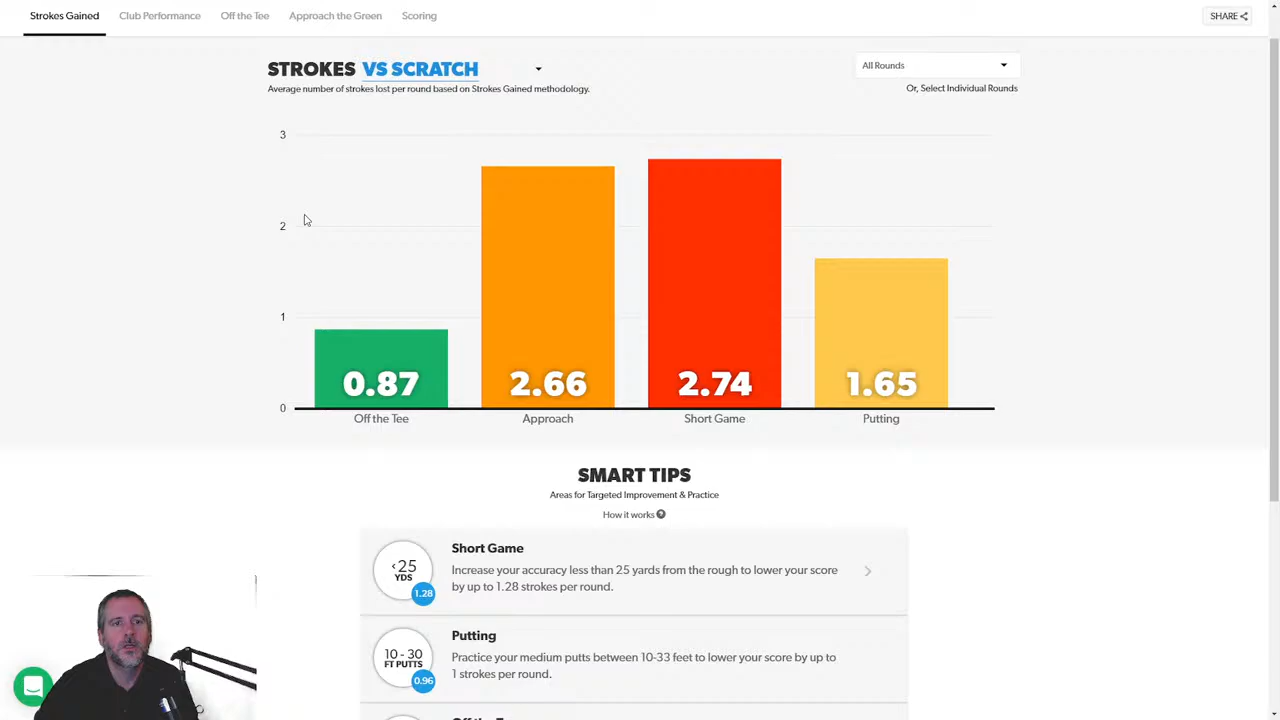 Strokes Gained
Club Performance
Off the Tee
Approach the Green
Scoring
SHARE
STROKES VS SCRATCH
All Rounds
Average number of strokes lost per round based on Strokes Gained methodology.
Or, Select Individual Rounds
3
2
1
0
0.87
2.66
2.74
1.65
Off the Tee
Approach
Short Game
Putting
SMART TIPS
Areas for Targeted Improvement & Practice
How it works ?
<25
YDS
1.28
Short Game
Increase your accuracy less than 25 yards from the rough to lower your score
by up to 1.28 strokes per round.
10 - 30
FT PUTTS
0.96
Putting
Practice your medium putts between 10-33 feet to lower your score by up to
1 strokes per round.